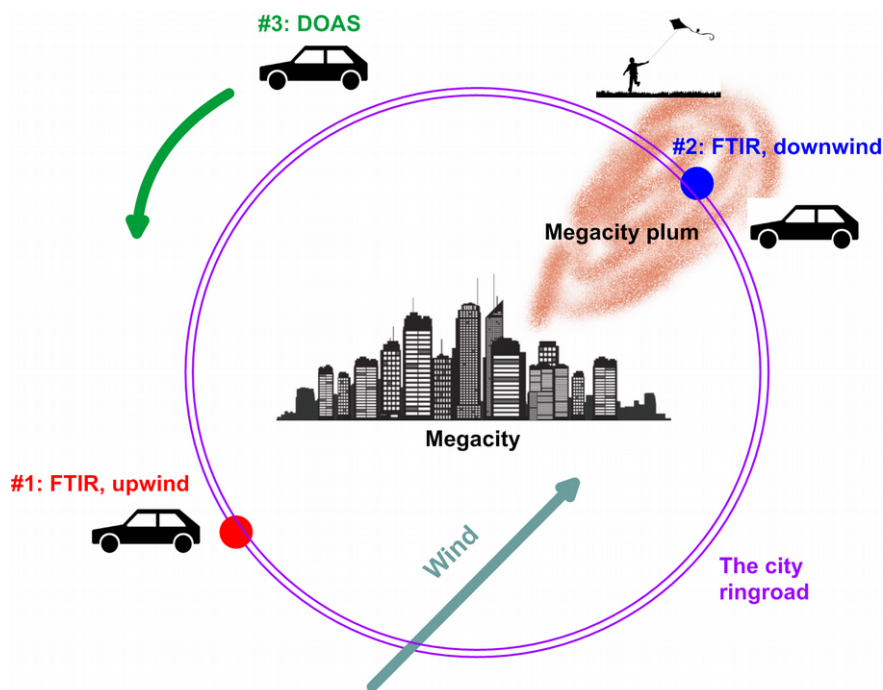 #3: DOAS
#2: FTIR, downwind
Megacity plum
Megacity
#1: FTIR, upwind
Wind
The city
ringroad